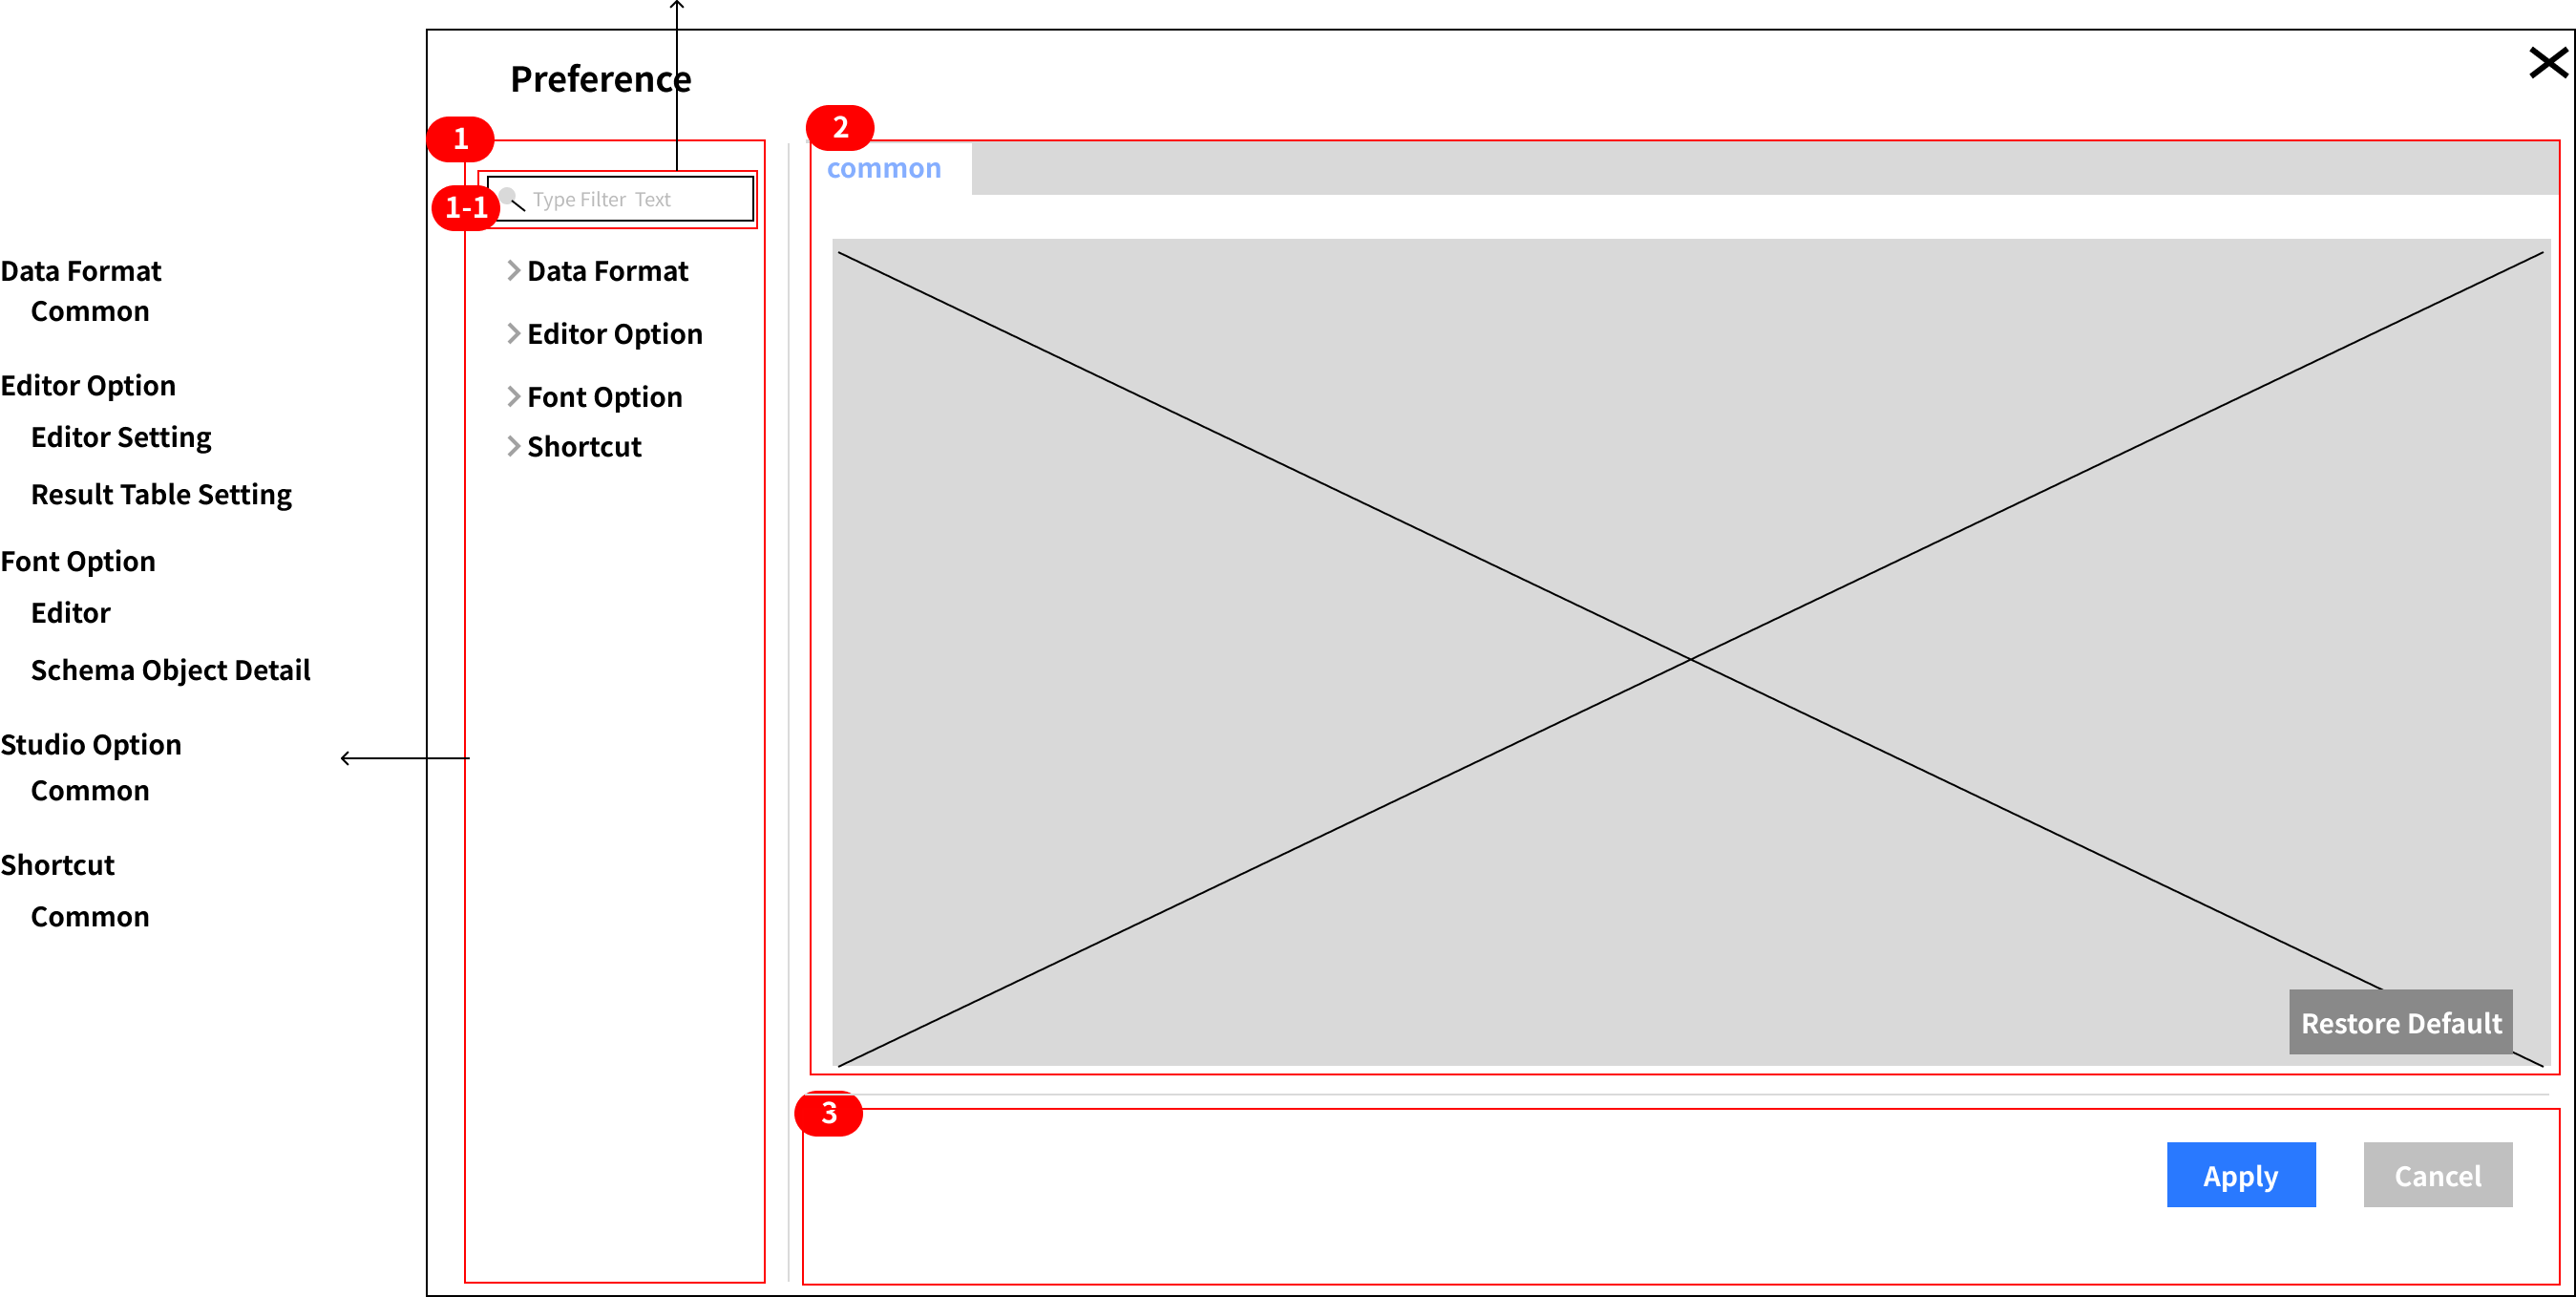 Preference
1
2
common
Type Filter  Text
1-1
Data Format
Common
Editor Option
Editor Setting
Result Table Setting
Font Option
Editor
Schema Object Detail
Studio Option
Common
Shortcut
Common
Data Format
Editor Option
Font Option
Shortcut
Restore Default
3
Apply
Cancel